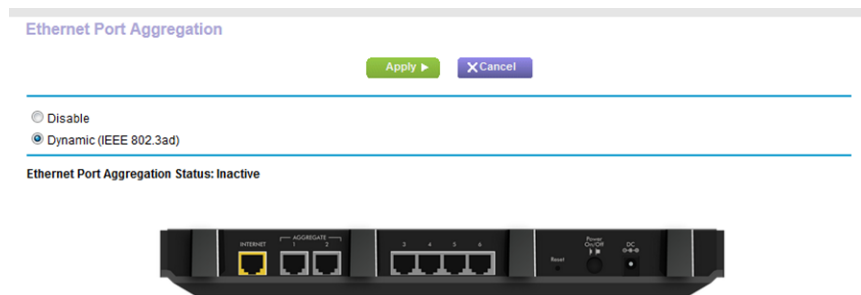 Ethernet Port Aggregation
Apply Cancel
Disable
Dynamic (IEEE 802.3ad)
Ethernet Port Aggregation Status: Inactive
AGGREGATE
INTERNET 1 2 3 4 5 6
Power
On/Off
DC
Reset